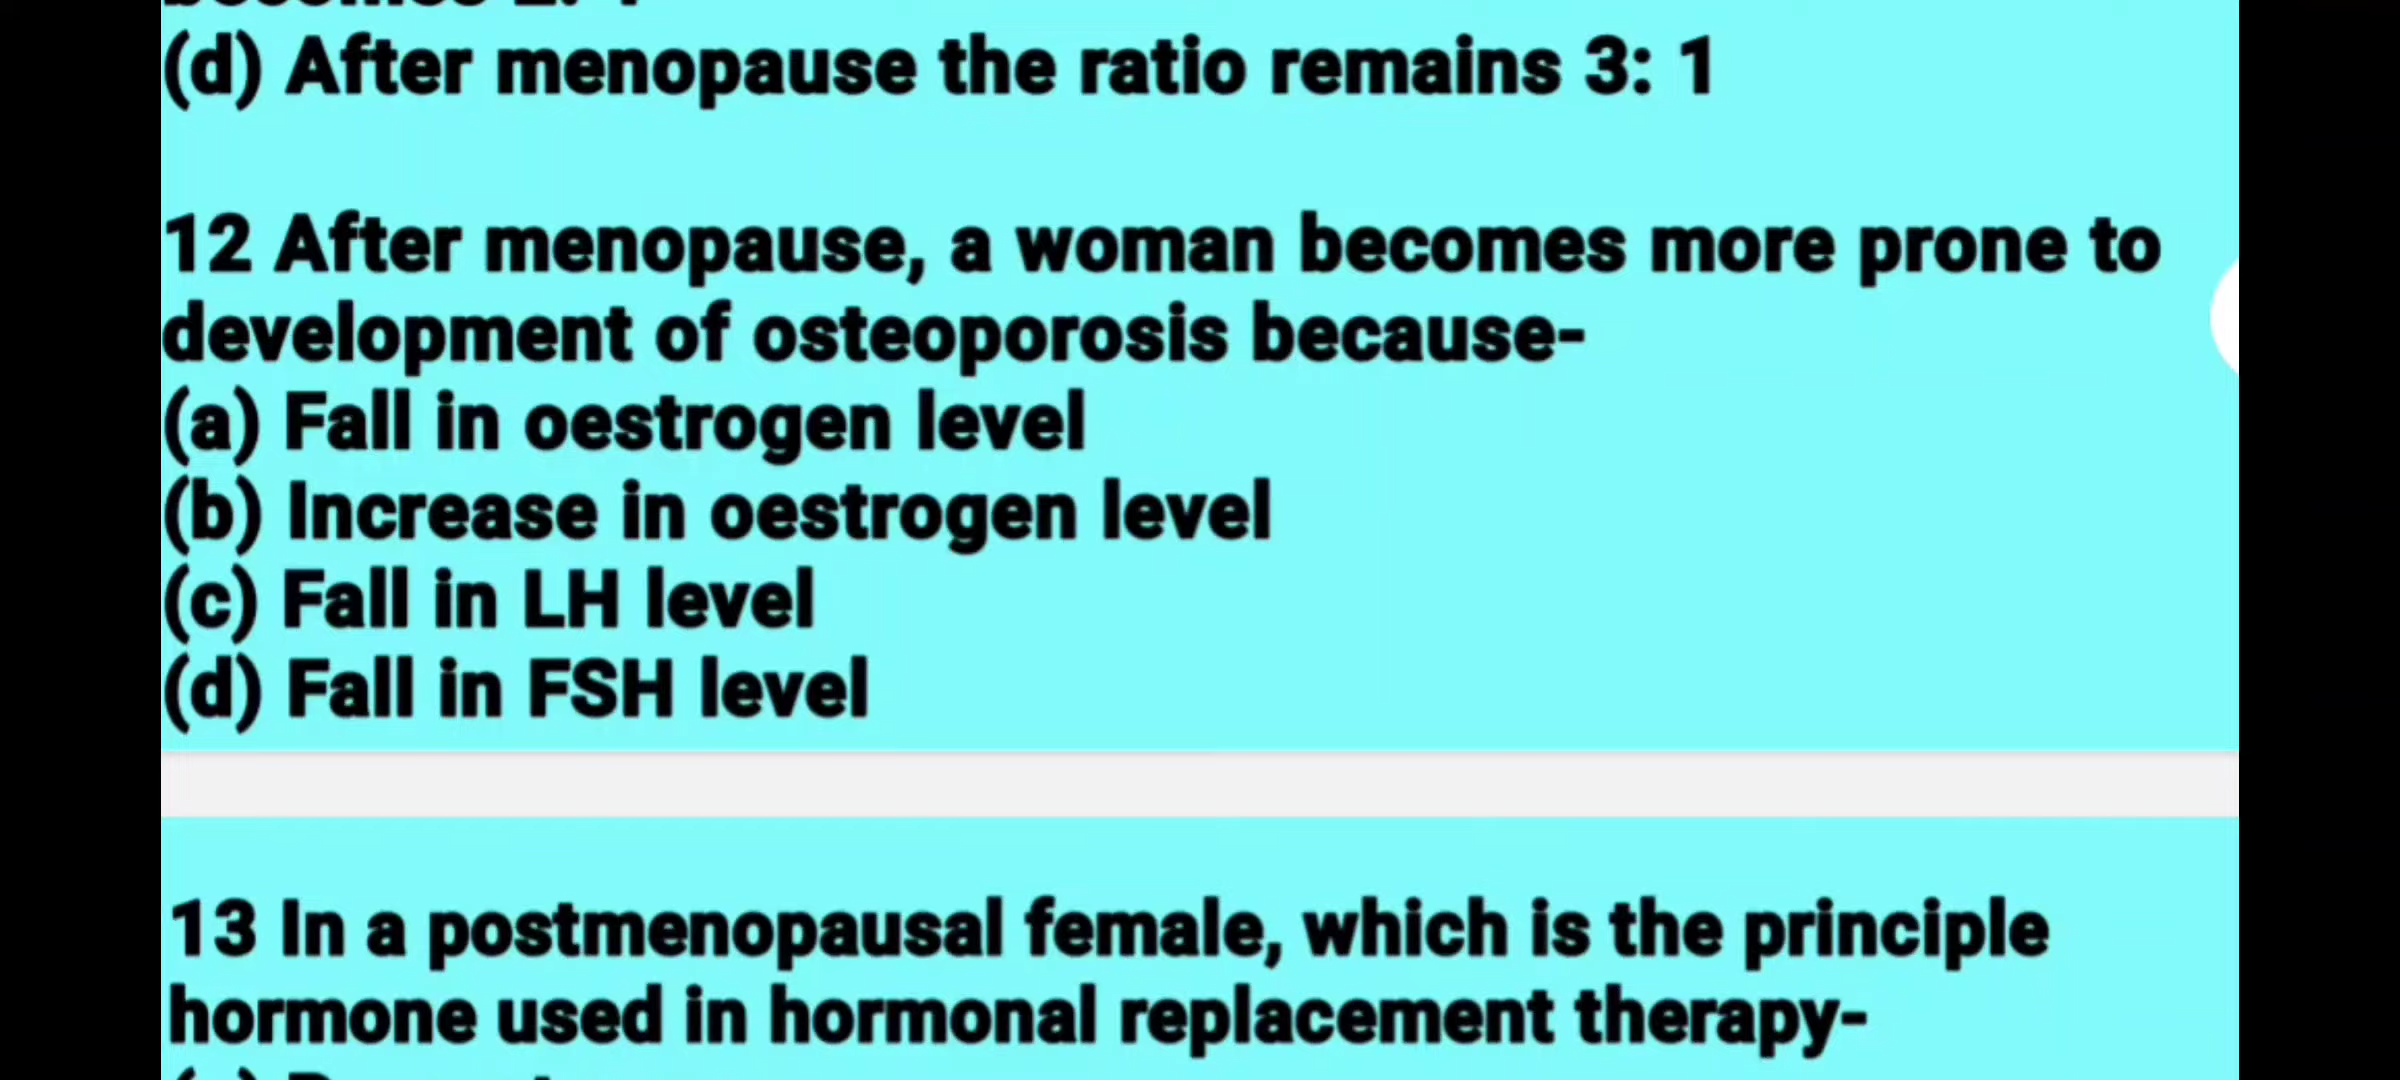 (d) After menopause the ratio remains 3: 1
12 After menopause, a woman becomes more prone to
development of osteoporosis because-
(a) Fall in oestrogen level
(b) Increase in oestrogen level
(c) Fall in LH level
(d) Fall in FSH level
13 In a postmenopausal female, which is the principle
hormone used in hormonal replacement therapy-